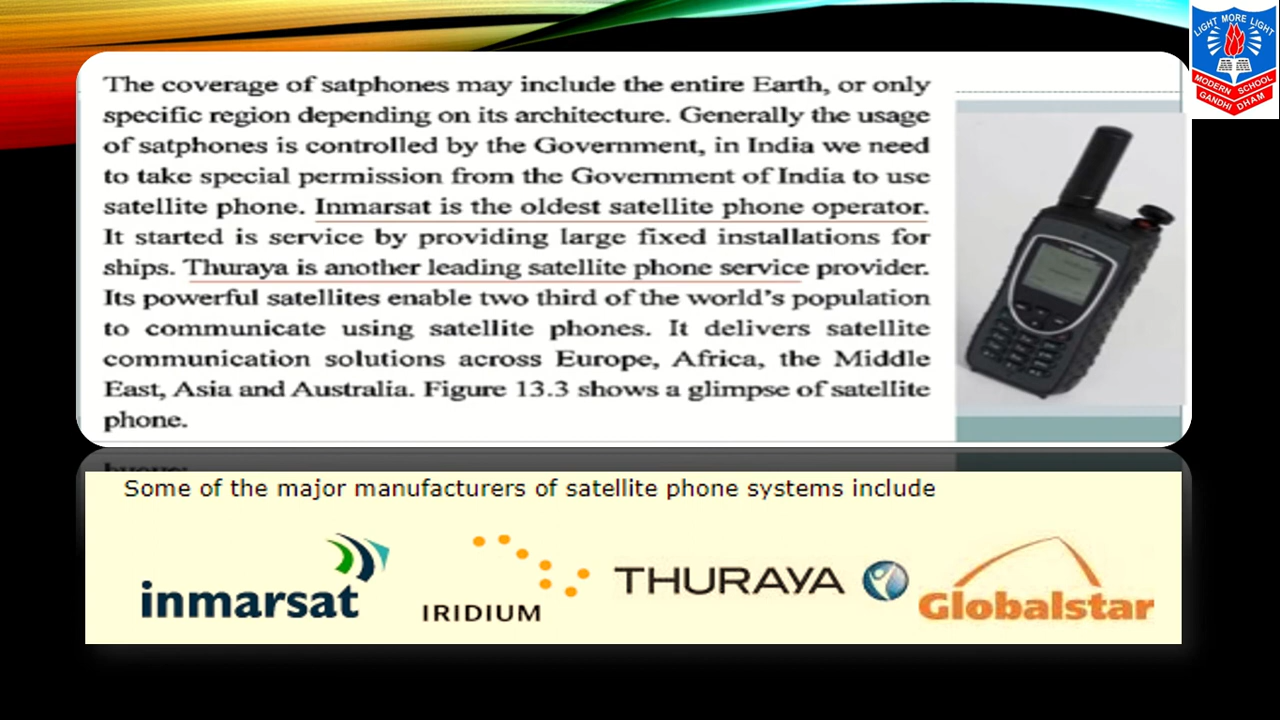 LIGHT MORE LIGHT
MODERN SCHOOL
GANDHI DHAM
The coverage of satphones may include the entire Earth, or only
specific region depending on its architecture. Generally the usage
of satphones is controlled by the Government, in India we need
to take special permission from the Government of India to use
satellite phone. Inmarsat is the oldest satellite phone operator.
It started is service by providing large fixed installations for
ships. Thuraya is another leading satellite phone service provider.
Its powerful satellites enable two third of the world's population
to communicate using satellite phones. It delivers satellite
communication solutions across Europe, Africa, the Middle
East, Asia and Australia. Figure 13.3 shows a glimpse of satellite
phone.
Some of the major manufacturers of satellite phone systems include
inmarsat
IRIDIUM
THURAYA
Globalstar